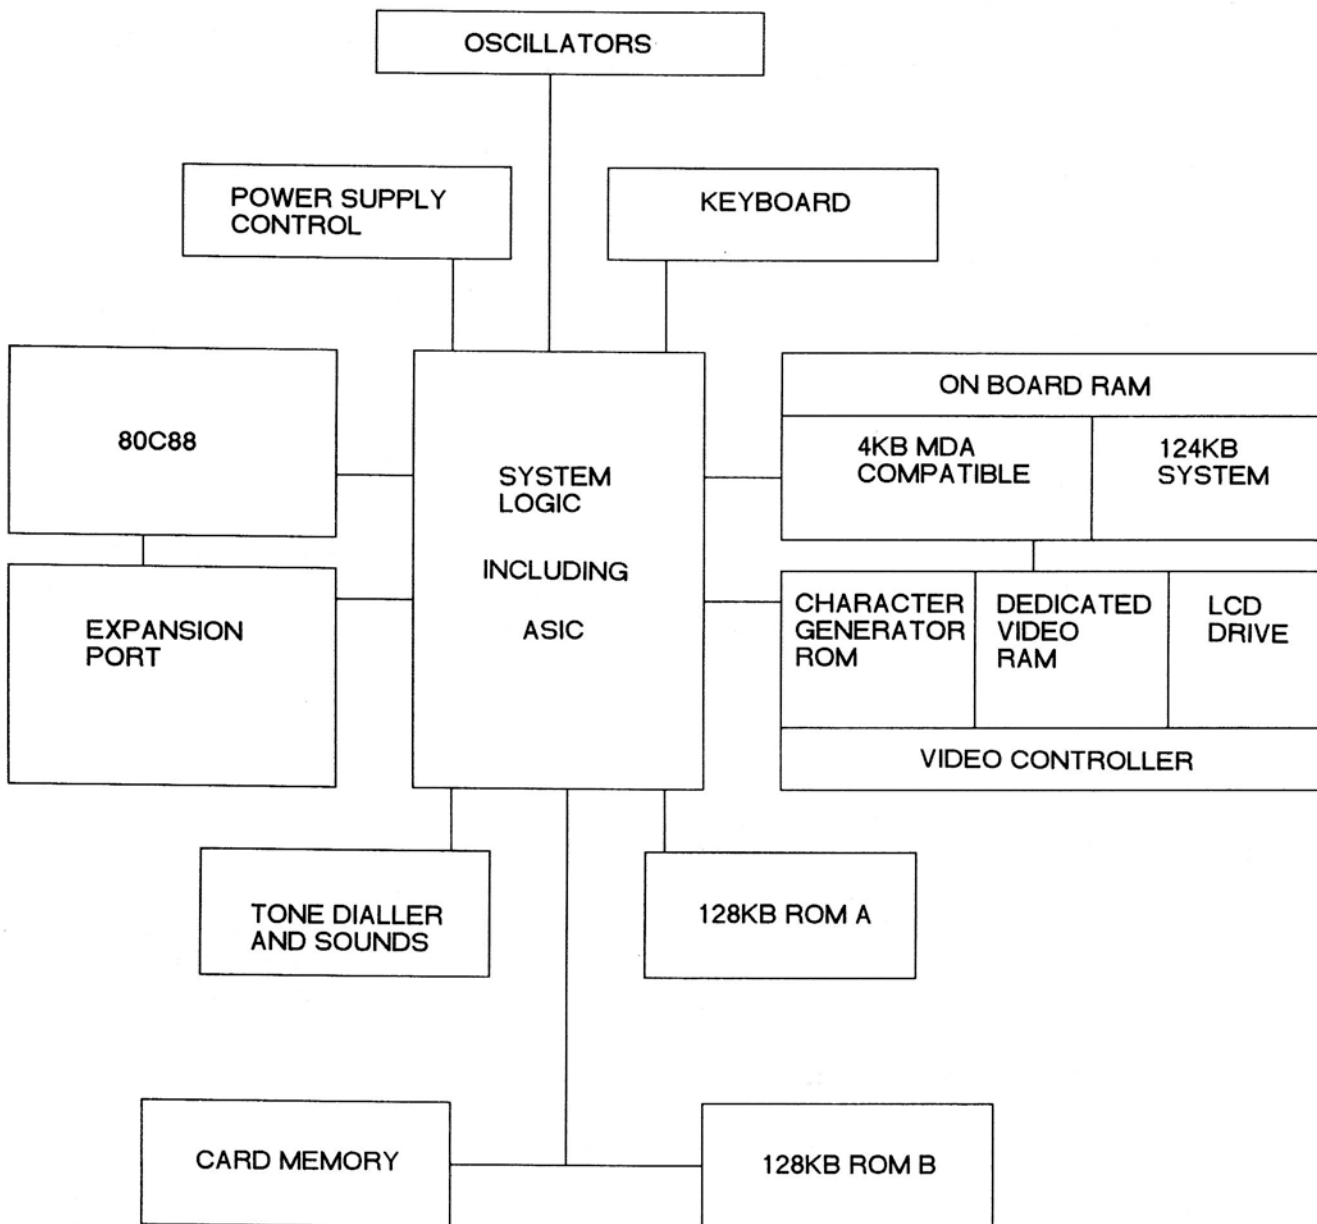 OSCILLATORS
POWER SUPPLY
CONTROL
KEYBOARD
80C88
SYSTEM
LOGIC
INCLUDING
ASIC
ON BOARD RAM
4KB MDA
COMPATIBLE
124KB
SYSTEM
EXPANSION
PORT
CHARACTER
GENERATOR
ROM
DEDICATED
VIDEO
RAM
LCD
DRIVE
VIDEO CONTROLLER
TONE DIALLER
AND SOUNDS
128KB ROM A
CARD MEMORY
128KB ROM B